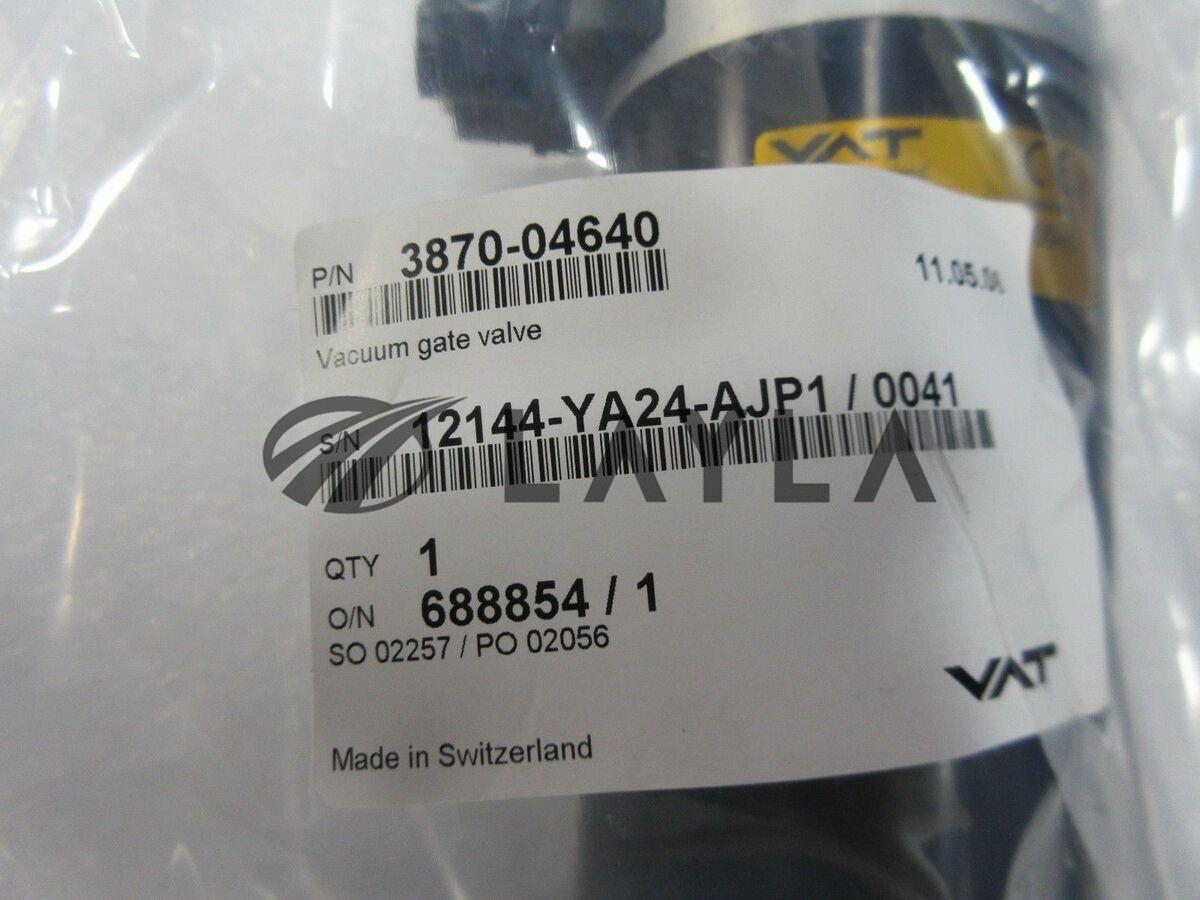 VAT
P/N 3870-04640
11.05.06
Vacuum gate valve
S/N 12144-YA24-AJP1 / 0041
LAYLA
QTY 1
O/N 688854 / 1
SO 02257 / PO 02056
VAT
Made in Switzerland